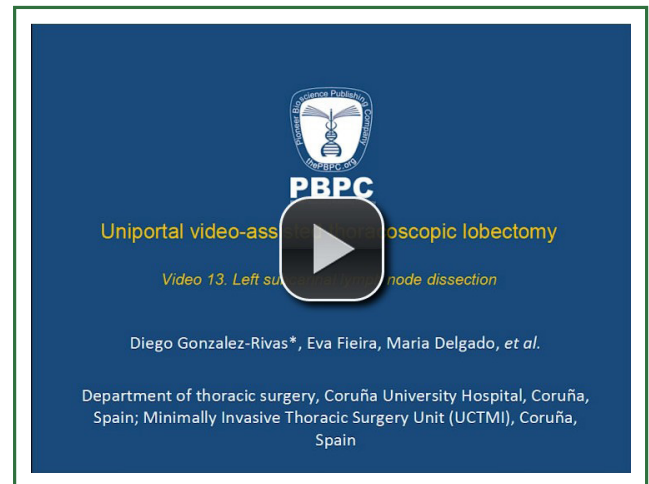 Pioneer Bioscience Publishing Company
thePBPC.org
PBPC
Uniportal video-assisted thoracoscopic lobectomy
Video 13. Left su node dissection
Diego Gonzalez-Rivas*, Eva Fieira, Maria Delgado, et al.
Department of thoracic surgery, Coruña University Hospital, Coruña,
Spain; Minimally Invasive Thoracic Surgery Unit (UCTMI), Coruña,
Spain